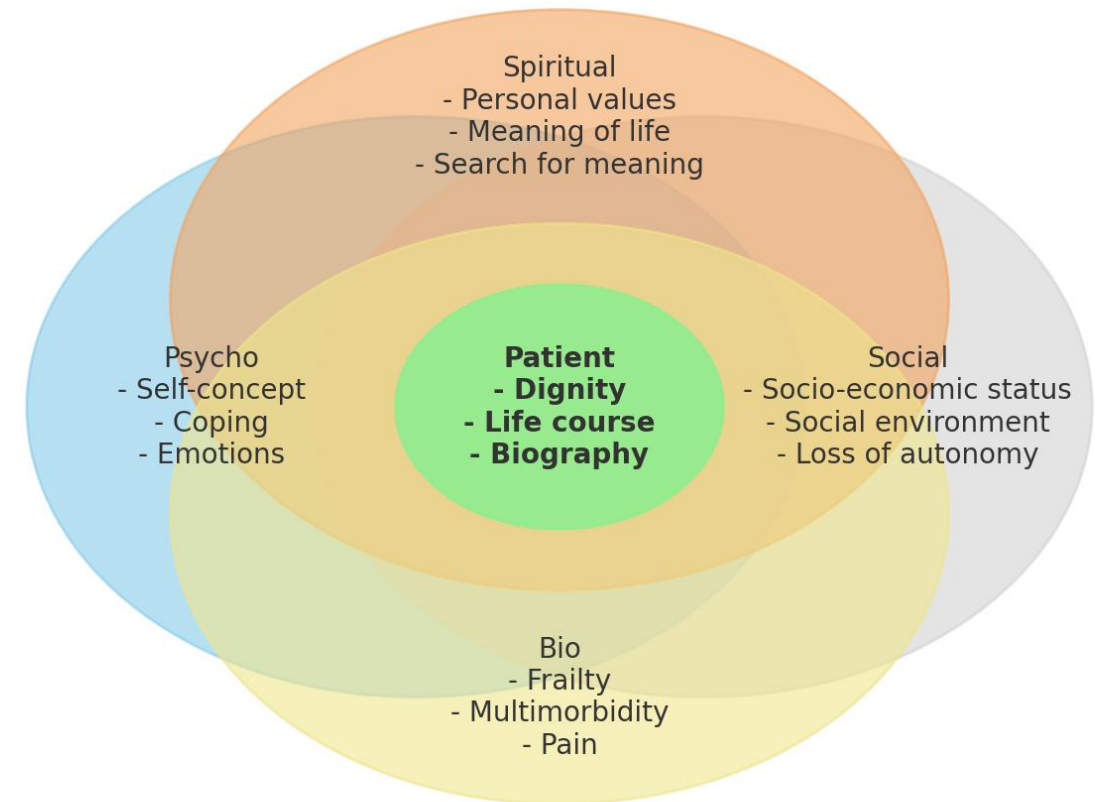 Spiritual
- Personal values
- Meaning of life
- Search for meaning
Psycho
- Self-concept
- Coping
- Emotions
Patient
- Dignity
- Life course
- Biography
Social
- Socio-economic status
- Social environment
- Loss of autonomy
Bio
- Frailty
- Multimorbidity
- Pain